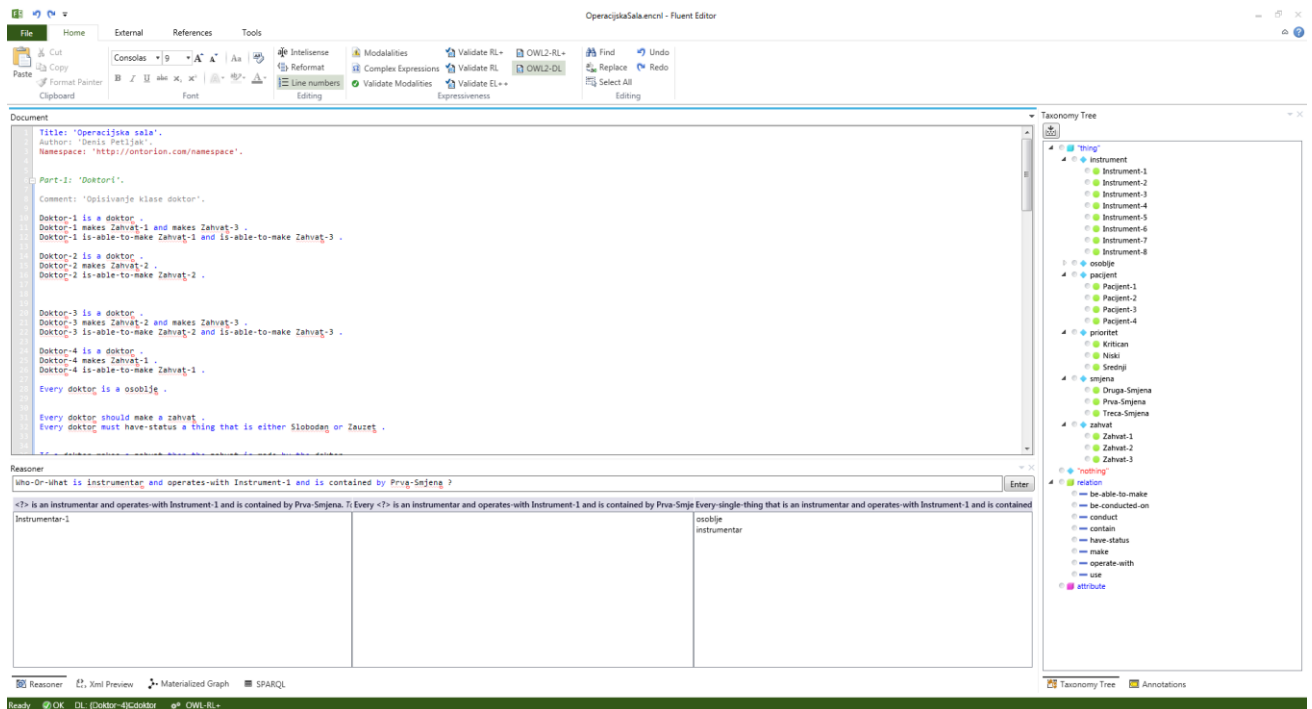 OperacijskaSala.encnl - Fluent Editor
File Home External References Tools
Paste
Cut
Copy
Format Painter
Clipboard
Consolas 9 A A Aa
B I U abc x, x' A
Font
Intelisense
Reformat
Line numbers
Editing
Modalalities
Complex Expressions
Validate Modalities
Validate RL+
Validate RL
Validate EL++
OWL2-RL+
OWL2-DL
Expressiveness
Find
Replace
Select All
Undo
Redo
Editing
Document
Title: 'Operacijska sala'.
Author: 'Denis Petljak'.
Namespace: 'http://ontorion.com/namespace'.
Part-1: 'Doktori'.
Comment: 'Opisivanje klase doktor'.
Doktor-1 is a doktor .
Doktor-1 makes Zahvat-1 and makes Zahvat-3 .
Doktor-1 is-able-to-make Zahvat-1 and is-able-to-make Zahvat-3 .
Doktor-2 is a doktor .
Doktor-2 makes Zahvat-2 .
Doktor-2 is-able-to-make Zahvat-2 .
Doktor-3 is a doktor .
Doktor-3 makes Zahvat-2 and makes Zahvat-3 .
Doktor-3 is-able-to-make Zahvat-2 and is-able-to-make Zahvat-3 .
Doktor-4 is a doktor .
Doktor-4 makes Zahvat-1 .
Doktor-4 is-able-to-make Zahvat-1 .
Every doktor is a osoblje .
Every doktor should make a zahvat .
Every doktor must have-status a thing that is either Slobodan or Zauzet .
Reasoner
Who-Or-What is instrumentar and operates-with Instrument-1 and is contained by Prva-Smjena ?
Enter
<?> is an instrumentar and operates-with Instrument-1 and is contained by Prva-Smjena. Every <?> is an instrumentar and operates-with Instrument-1 and is contained by Prva-Smje Every-single-thing that is an instrumentar and operates-with Instrument-1 and is contained
Instrumentar-1
osoblje
instrumentar
Reasoner Xml Preview Materialized Graph SPARQL
Taxonomy Tree
"thing"
instrument
Instrument-1
Instrument-2
Instrument-3
Instrument-4
Instrument-5
Instrument-6
Instrument-7
Instrument-8
osoblje
pacijent
Pacijent-1
Pacijent-2
Pacijent-3
Pacijent-4
prioritet
Kritican
Niski
Srednji
smjena
Druga-Smjena
Prva-Smjena
Treca-Smjena
zahvat
Zahvat-1
Zahvat-2
Zahvat-3
"nothing"
relation
be-able-to-make
be-conducted-on
conduct
contain
have-status
make
operate-with
use
attribute
Taxonomy Tree Annotations
Ready OK DL: {Doktor-4}⊆doktor OWL-RL+